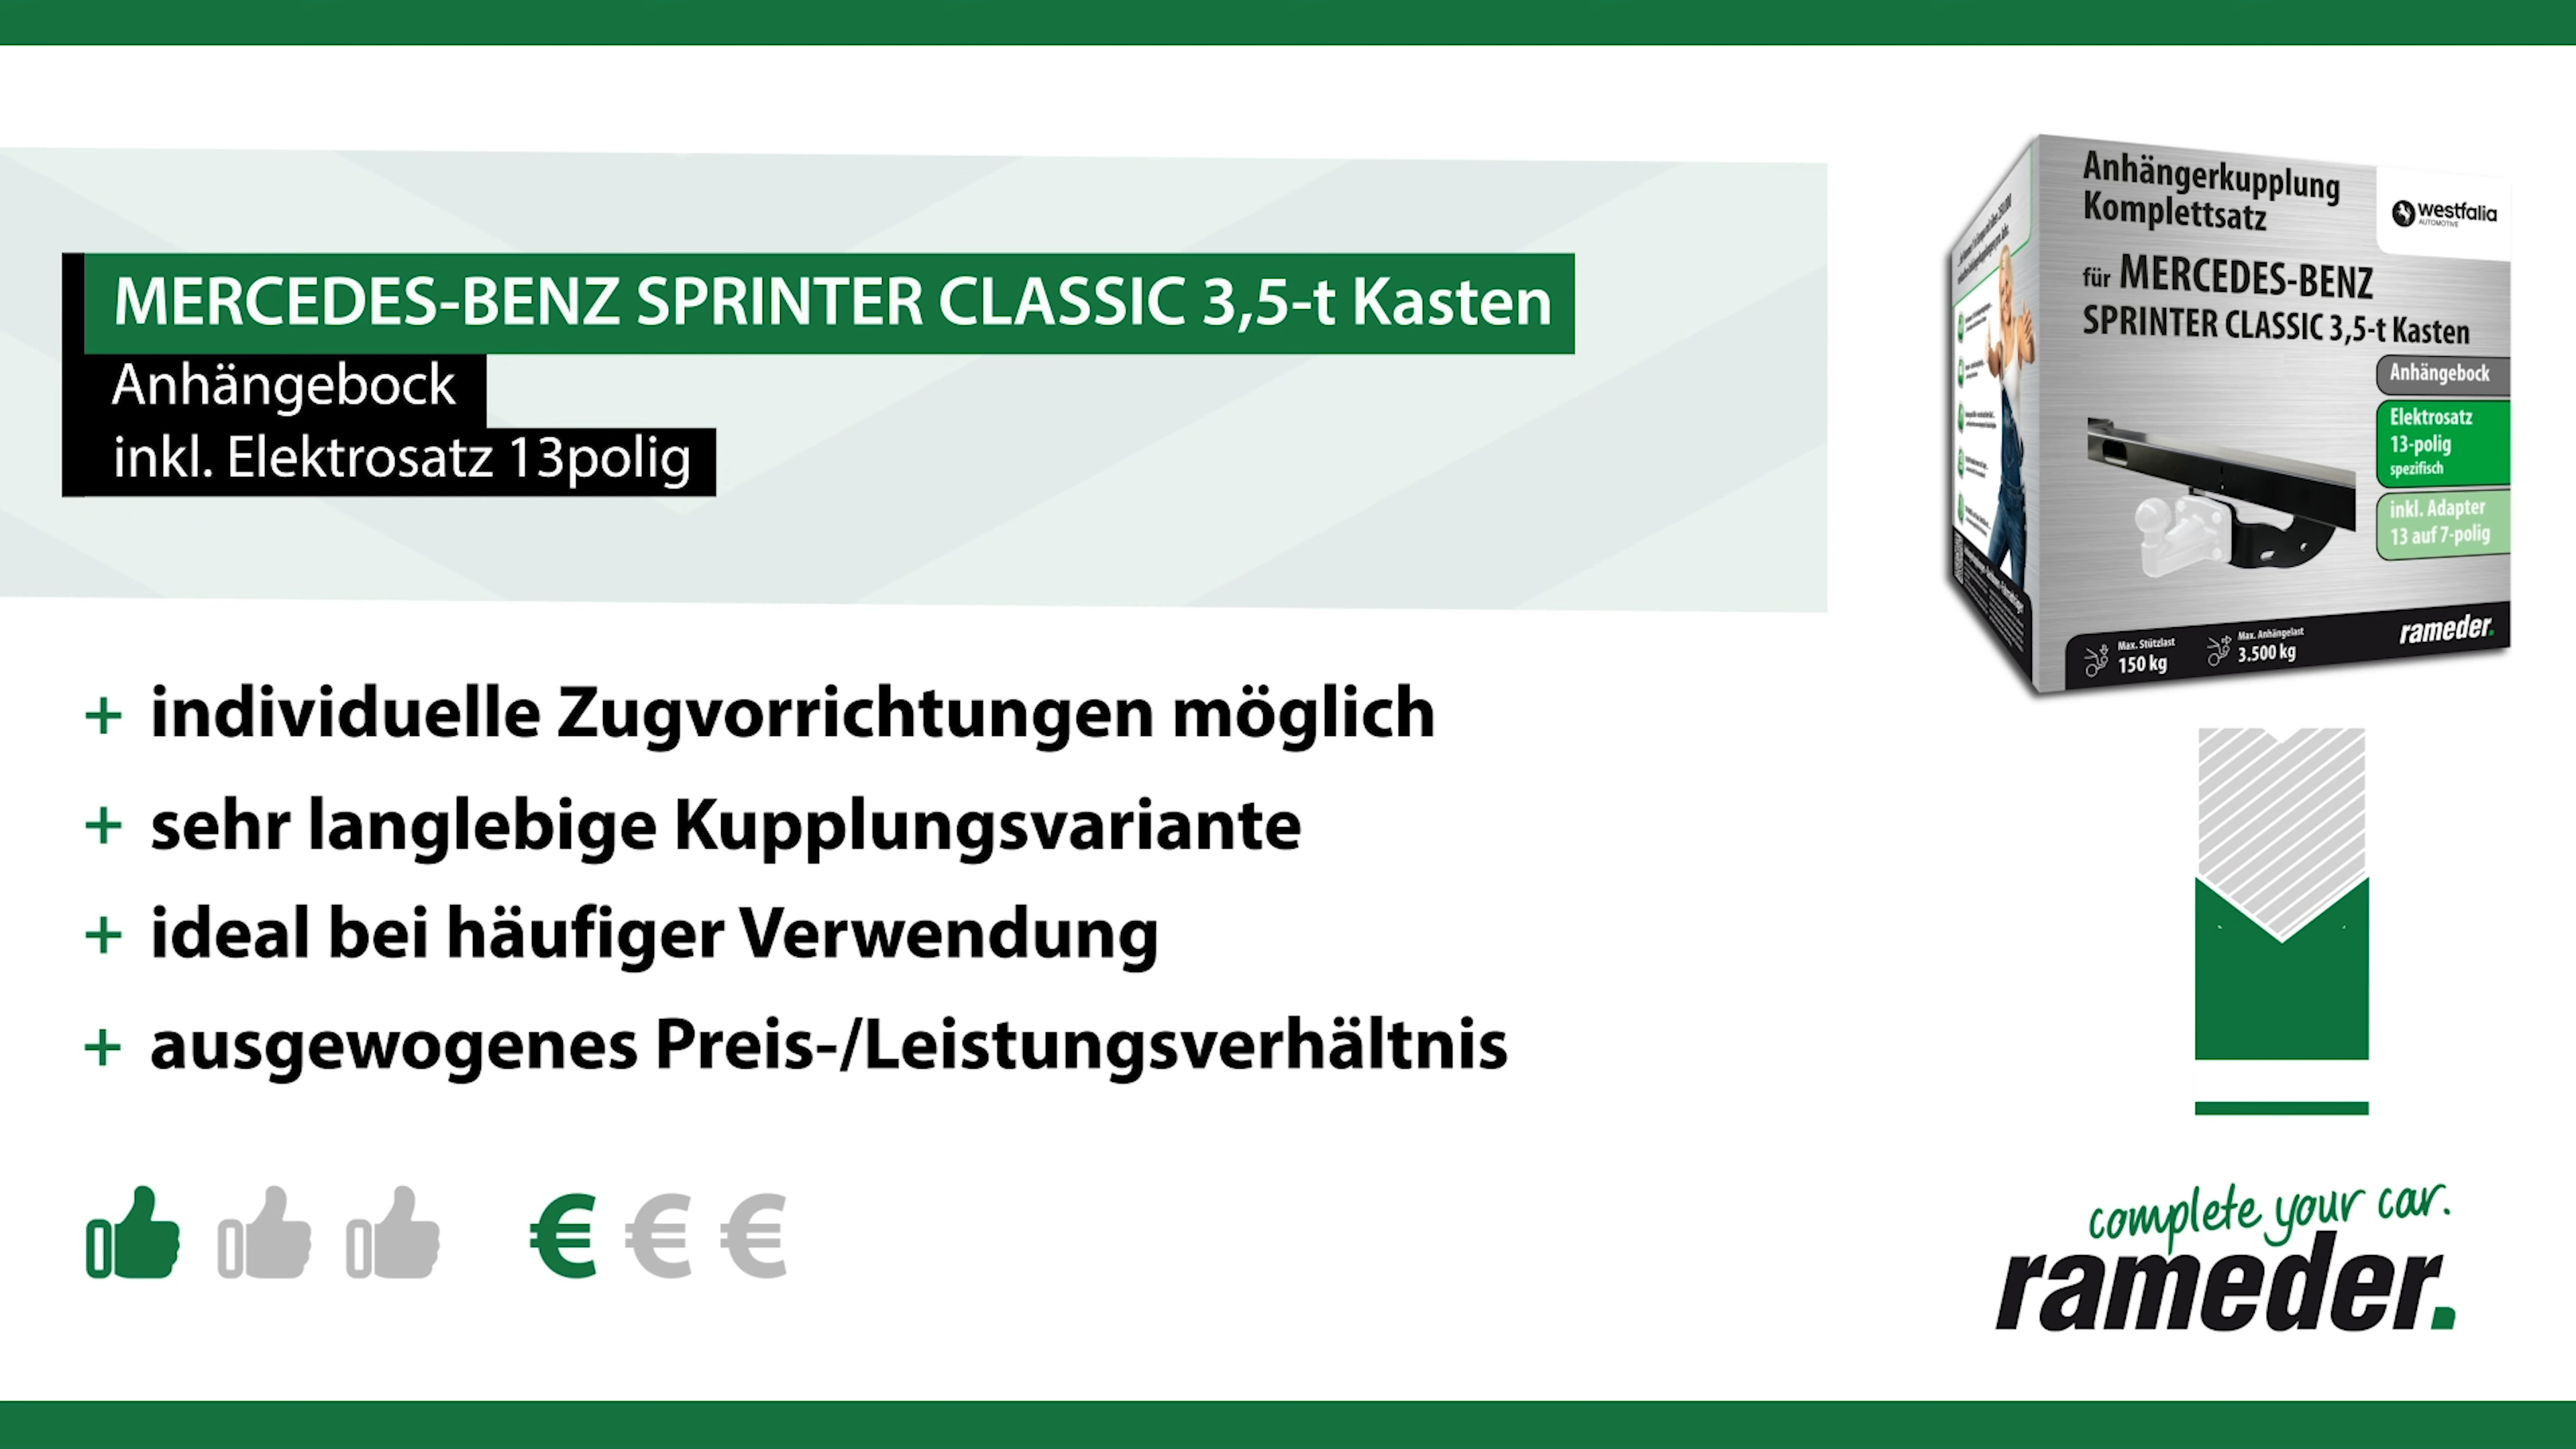 MERCEDES-BENZ SPRINTER CLASSIC 3,5-t Kasten
Anhängebock
inkl. Elektrosatz 13polig
+ individuelle Zugvorrichtungen möglich
+ sehr langlebige Kupplungsvariante
+ ideal bei häufiger Verwendung
+ ausgewogenes Preis-/Leistungsverhältnis
€ € €
Anhängerkupplung
Komplettsatz
westfalia
AUTOMOTIVE
für MERCEDES-BENZ
SPRINTER CLASSIC 3,5-t Kasten
Anhängebock
Elektrosatz
13-polig
spezifisch
inkl. Adapter
13 auf 7-polig
Max. Stützlast
150 kg
Max. Anhängelast
3.500 kg
rameder.
complete your car.
rameder.